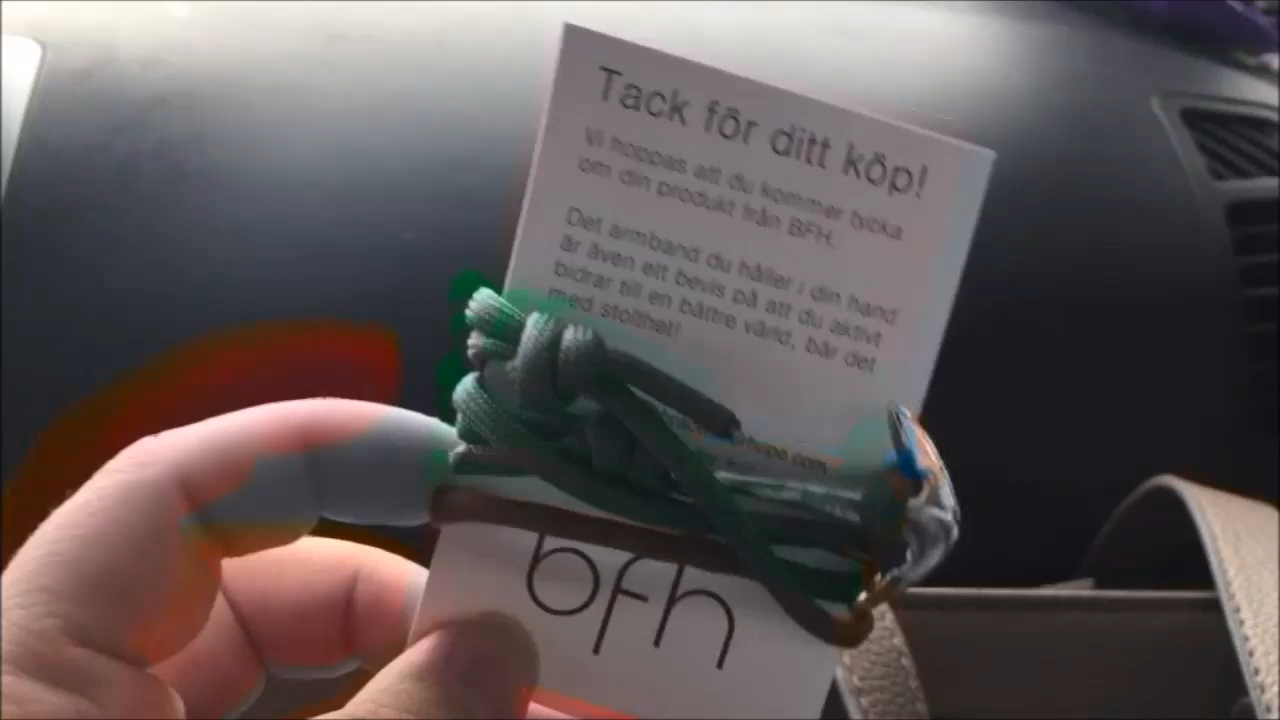 Tack för ditt köp!
Vi hoppas att du kommer tycka
om din produkt från BFH.
Det armband du håller i din hand
är även ett bevis på att du aktivt
bidrar till en bättre värld, bär det
med stolthet!
bfh